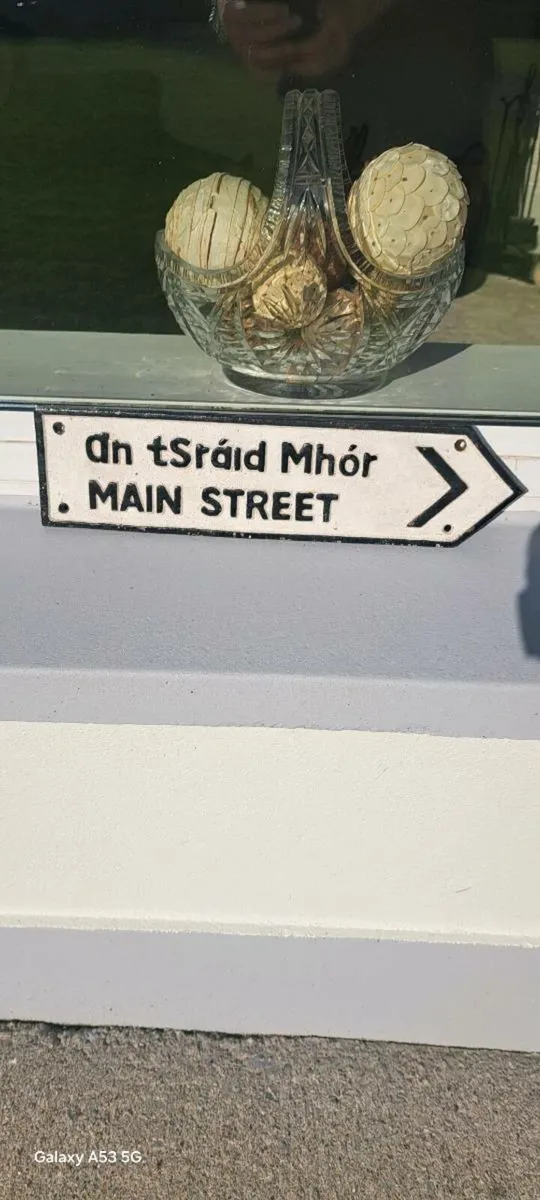 An tSráid Mhór
MAIN STREET
Galaxy A53 5G